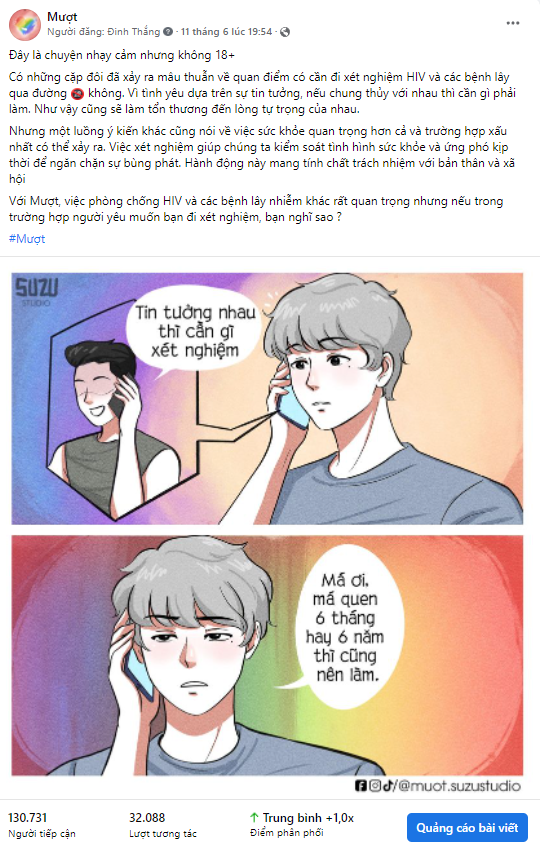 Mượt
Người đăng: Đinh Thắng · 11 tháng 6 lúc 19:54 ·
Đây là chuyện nhạy cảm nhưng không 18+
Có những cặp đôi đã xảy ra mâu thuẫn về quan điểm có cần đi xét nghiệm HIV và các bệnh lây
qua đường 🔞 không. Vì tình yêu dựa trên sự tin tưởng, nếu chung thủy với nhau thì cần gì phải
làm. Như vậy cũng sẽ làm tổn thương đến lòng tự trọng của nhau.
Nhưng một luồng ý kiến khác cũng nói về việc sức khỏe quan trọng hơn cả và trường hợp xấu
nhất có thể xảy ra. Việc xét nghiệm giúp chúng ta kiểm soát tình hình sức khỏe và ứng phó kịp
thời để ngăn chặn sự bùng phát. Hành động này mang tính chất trách nhiệm với bản thân và xã
hội
Với Mượt, việc phòng chống HIV và các bệnh lây nhiễm khác rất quan trọng nhưng nếu trong
trường hợp người yêu muốn bạn đi xét nghiệm, bạn nghĩ sao ?
#Mượt
SUZU
STUDIO
Tin tưởng nhau
thì cần gì
xét nghiệm
Má ơi,
má quen
6 tháng
hay 6 năm
thì cũng
nên làm.
/@muot.suzustudio
130.731
Người tiếp cận
32.088
Lượt tương tác
Trung bình +1,0x
Điểm phân phối
Quảng cáo bài viết